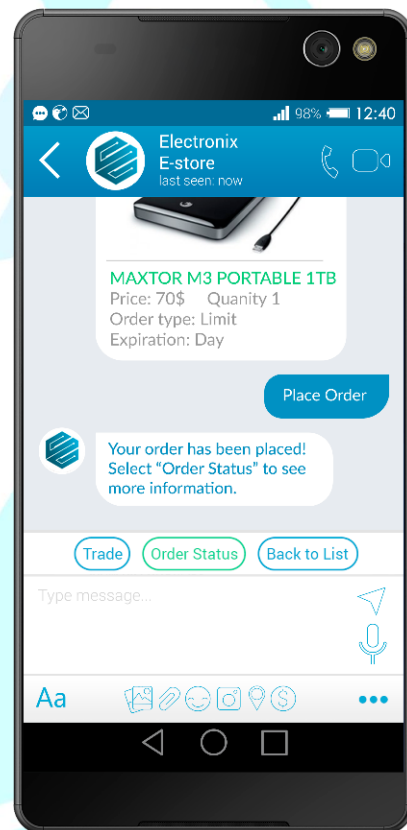 98% 12:40
Electronix
E-store
last seen: now
MAXTOR M3 PORTABLE 1TB
Price: 70$ Quanity 1
Order type: Limit
Expiration: Day
Place Order
Your order has been placed!
Select “Order Status” to see
more information.
Trade Order Status Back to List
Type message...
Aa